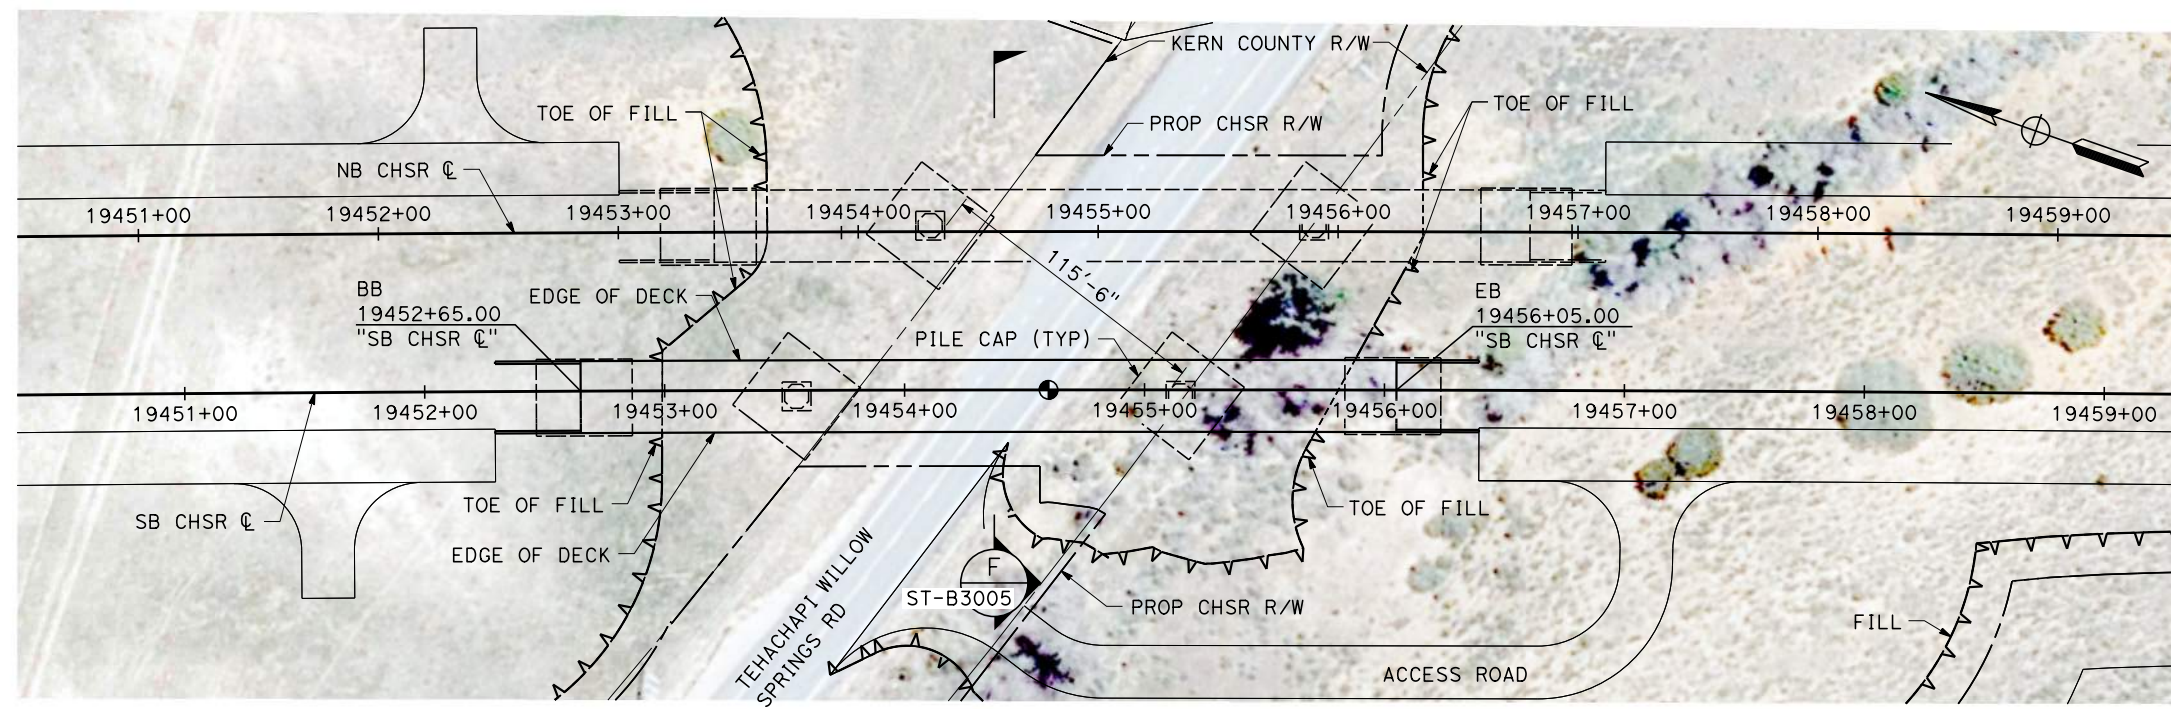 KERN COUNTY R/W
TOE OF FILL
TOE OF FILL
PROP CHSR R/W
NB CHSR ℄
19451+00
19452+00
19453+00
19454+00
19455+00
19456+00
19457+00
19458+00
19459+00
115'-6"
BB
19452+65.00
"SB CHSR ℄"
EDGE OF DECK
EB
19456+05.00
"SB CHSR ℄"
PILE CAP (TYP)
19451+00
19452+00
19453+00
19454+00
19455+00
19456+00
19457+00
19458+00
19459+00
TOE OF FILL
TOE OF FILL
SB CHSR ℄
EDGE OF DECK
F
ST-B3005
TEHACHAPI WILLOW
SPRINGS RD
PROP CHSR R/W
FILL
ACCESS ROAD